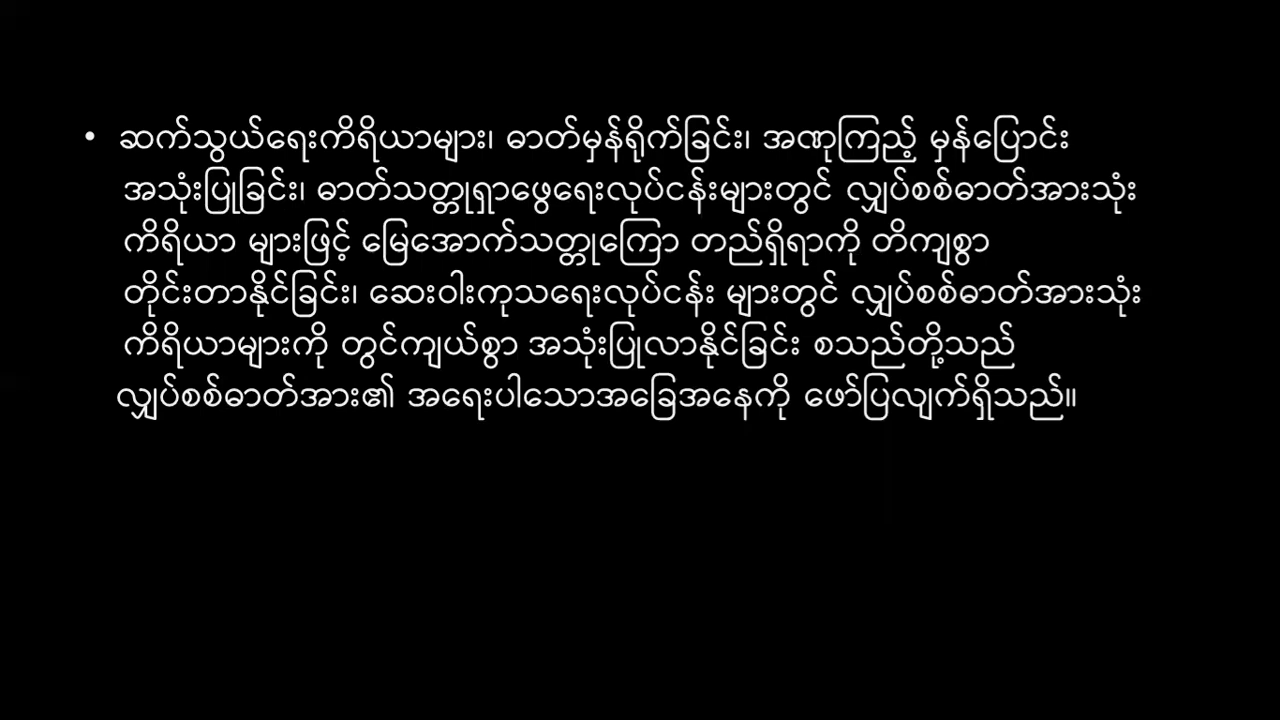 • ဆက်သွယ်ရေးကိရိယာများ၊ ဓာတ်မှန်ရိုက်ခြင်း၊ အဏုကြည့် မှန်ပြောင်း
အသုံးပြုခြင်း၊ ဓာတ်သတ္တုရှာဖွေရေးလုပ်ငန်းများတွင် လျှပ်စစ်ဓာတ်အားသုံး
ကိရိယာ များဖြင့် မြေအောက်သတ္တုကြော တည်ရှိရာကို တိကျစွာ
တိုင်းတာနိုင်ခြင်း၊ ဆေးဝါးကုသရေးလုပ်ငန်း များတွင် လျှပ်စစ်ဓာတ်အားသုံး
ကိရိယာများကို တွင်ကျယ်စွာ အသုံးပြုလာနိုင်ခြင်း စသည်တို့သည်
လျှပ်စစ်ဓာတ်အား၏ အရေးပါသောအခြေအနေကို ဖော်ပြလျက်ရှိသည်။